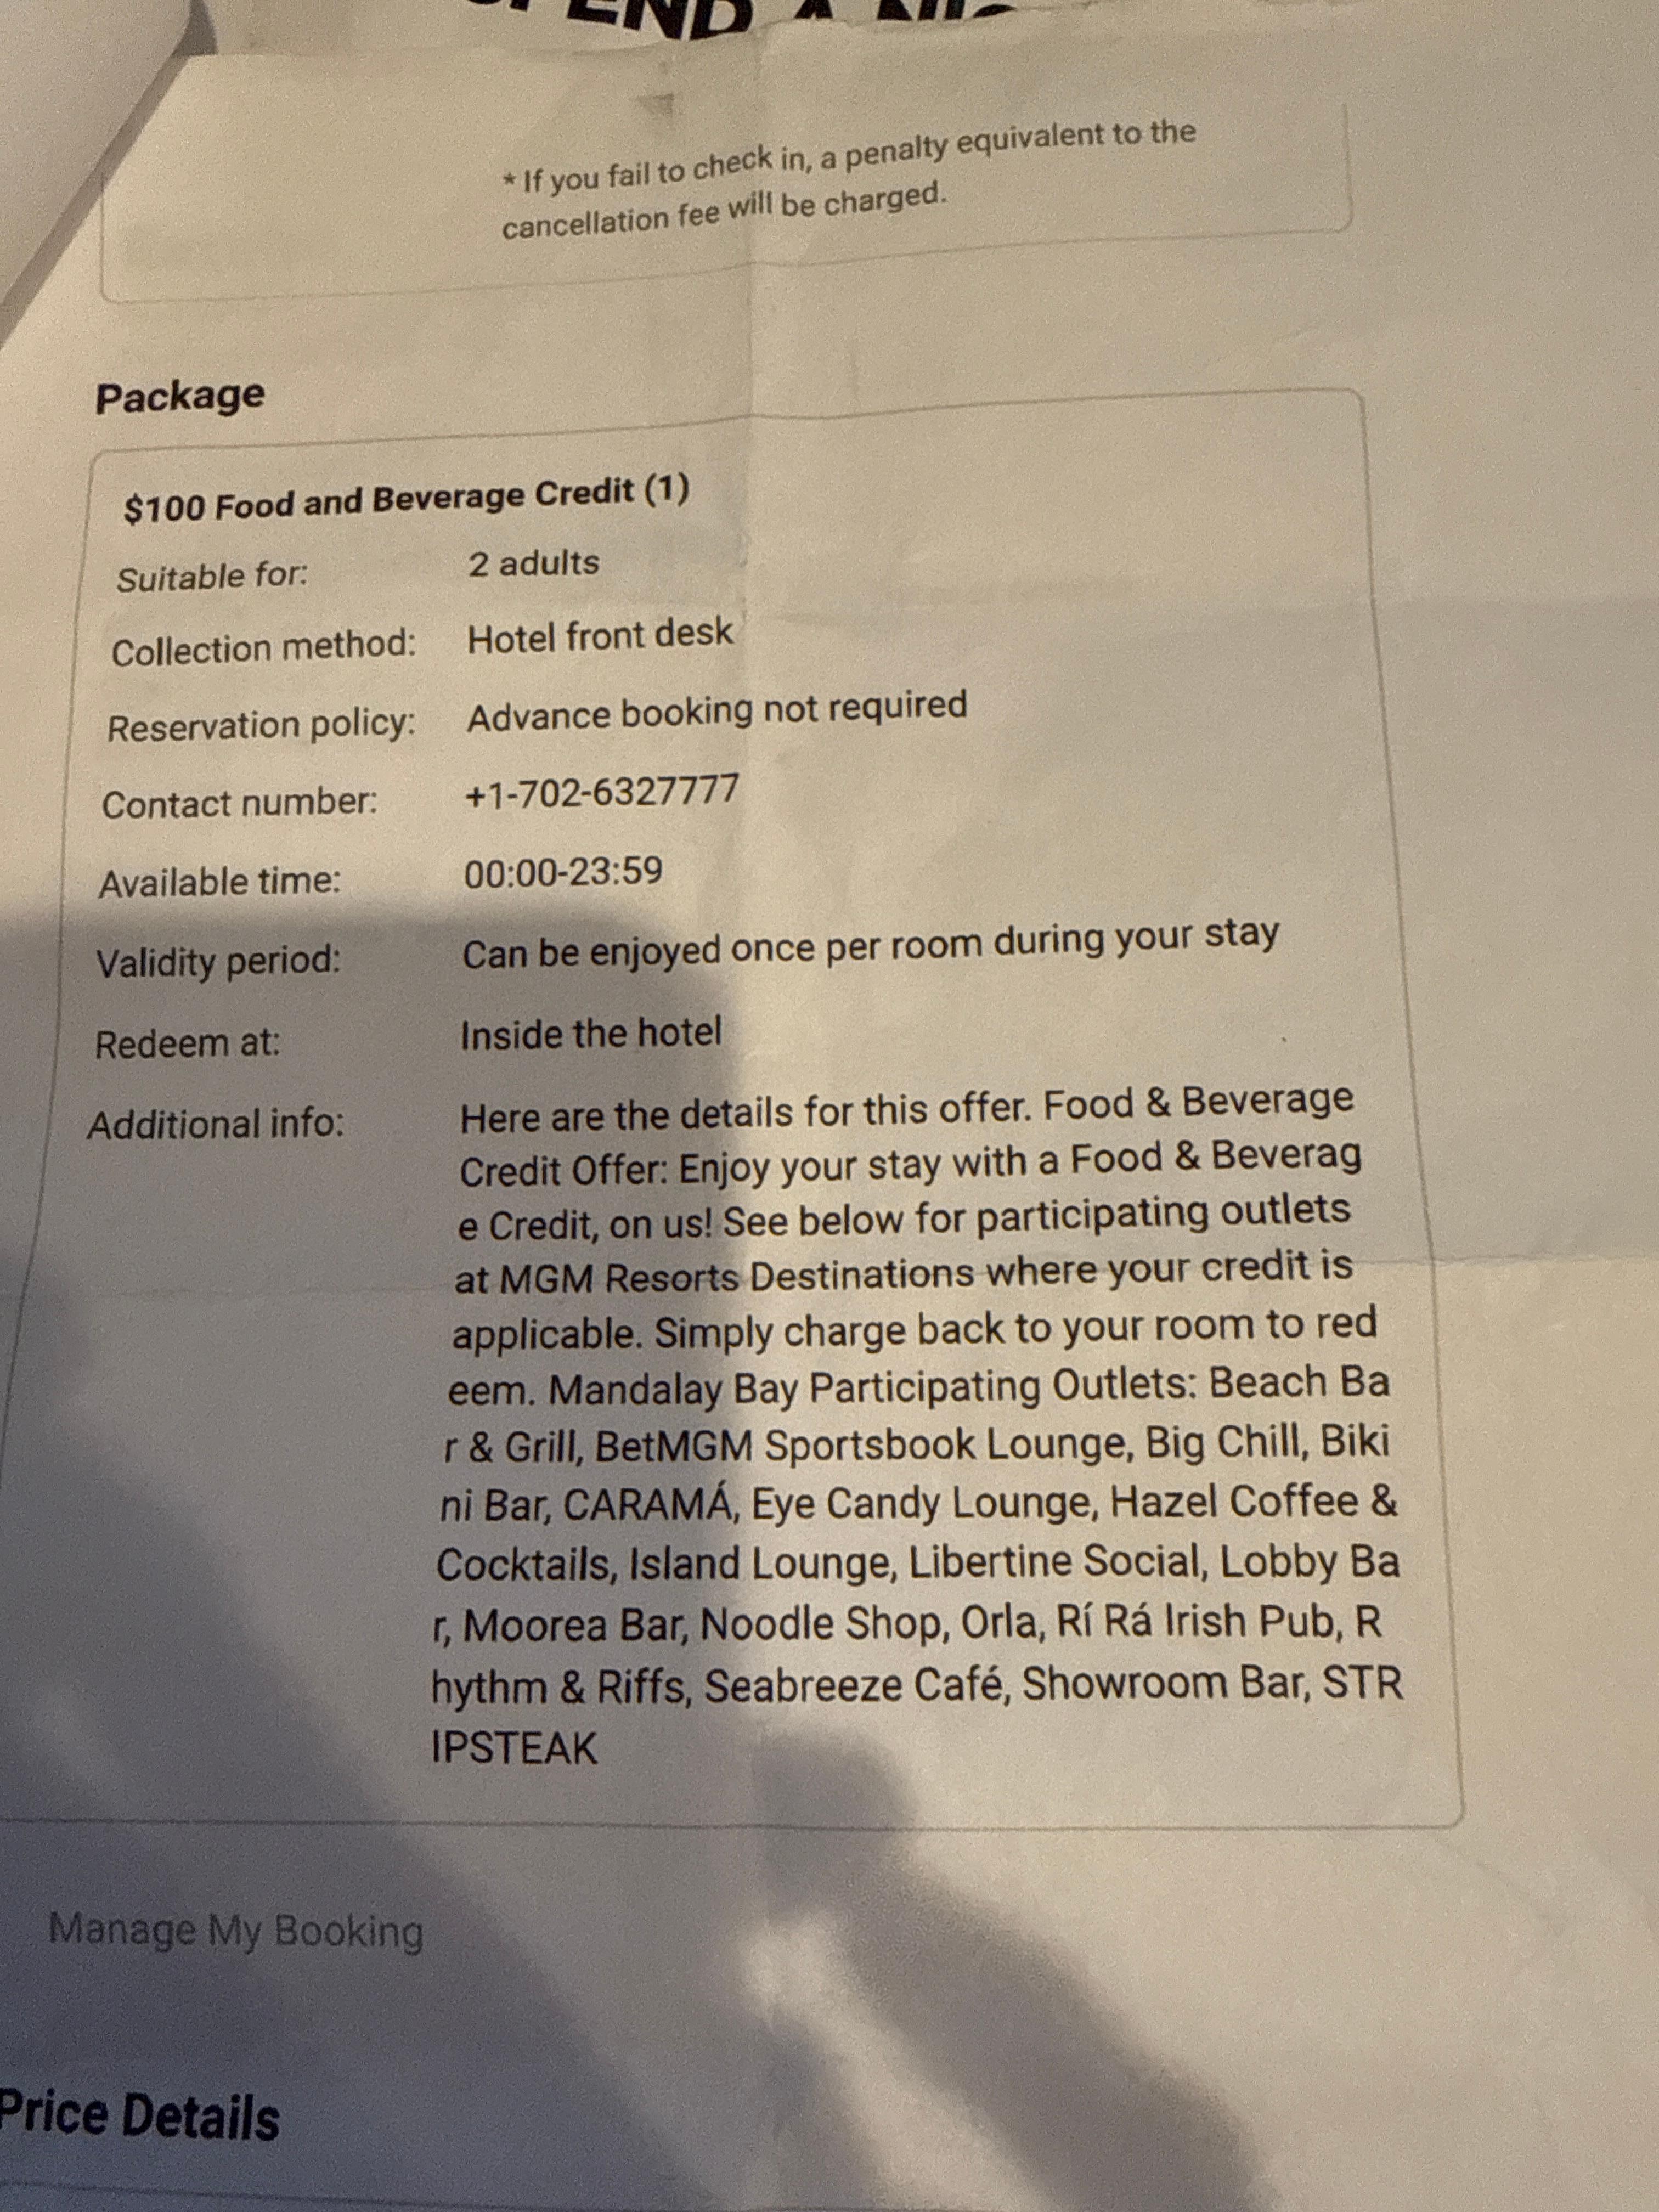 * If you fail to check in, a penalty equivalent to the
cancellation fee will be charged.
Package
$100 Food and Beverage Credit (1)
Suitable for: 2 adults
Collection method: Hotel front desk
Reservation policy: Advance booking not required
Contact number: +1-702-6327777
Available time: 00:00-23:59
Validity period: Can be enjoyed once per room during your stay
Redeem at: Inside the hotel
Additional info: Here are the details for this offer. Food & Beverage
Credit Offer: Enjoy your stay with a Food & Beverag
e Credit, on us! See below for participating outlets
at MGM Resorts Destinations where your credit is
applicable. Simply charge back to your room to red
eem. Mandalay Bay Participating Outlets: Beach Ba
r & Grill, BetMGM Sportsbook Lounge, Big Chill, Biki
ni Bar, CARAMÁ, Eye Candy Lounge, Hazel Coffee &
Cocktails, Island Lounge, Libertine Social, Lobby Ba
r, Moorea Bar, Noodle Shop, Orla, Rí Rá Irish Pub, R
hythm & Riffs, Seabreeze Café, Showroom Bar, STR
IPSTEAK
Manage My Booking
Price Details